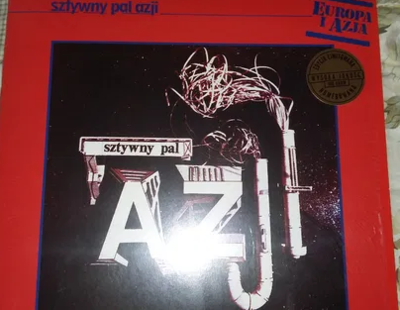 sztywny pal azji
EUROPA
I AZJA
sztywny pal
AZJI